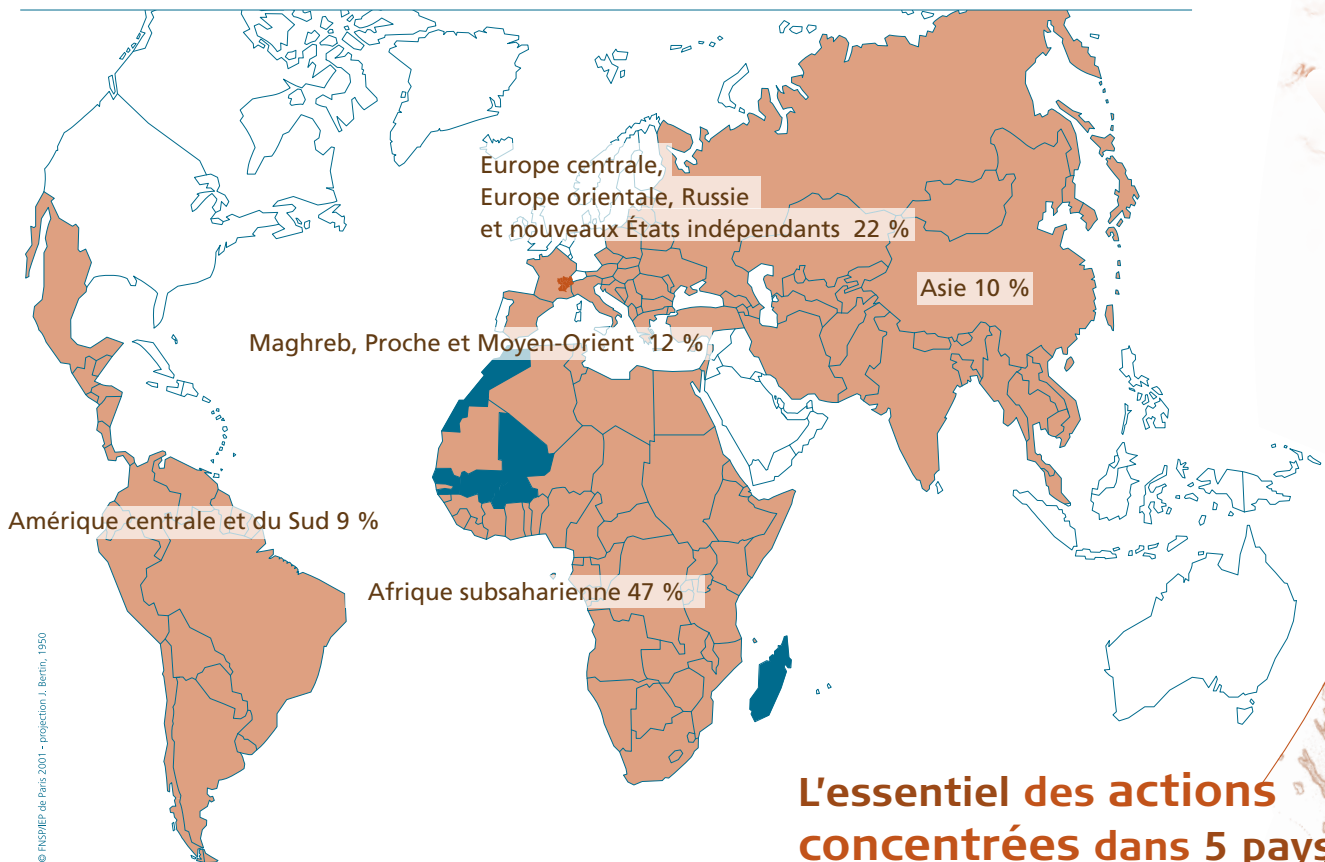 Europe centrale,
Europe orientale, Russie
et nouveaux États indépendants 22 %
Asie 10 %
Maghreb, Proche et Moyen-Orient 12 %
Amérique centrale et du Sud 9 %
Afrique subsaharienne 47 %
© FNSP/IEP de Paris 2001 - projection J. Bertin, 1950
L'essentiel des actions
concentrées dans 5 pays